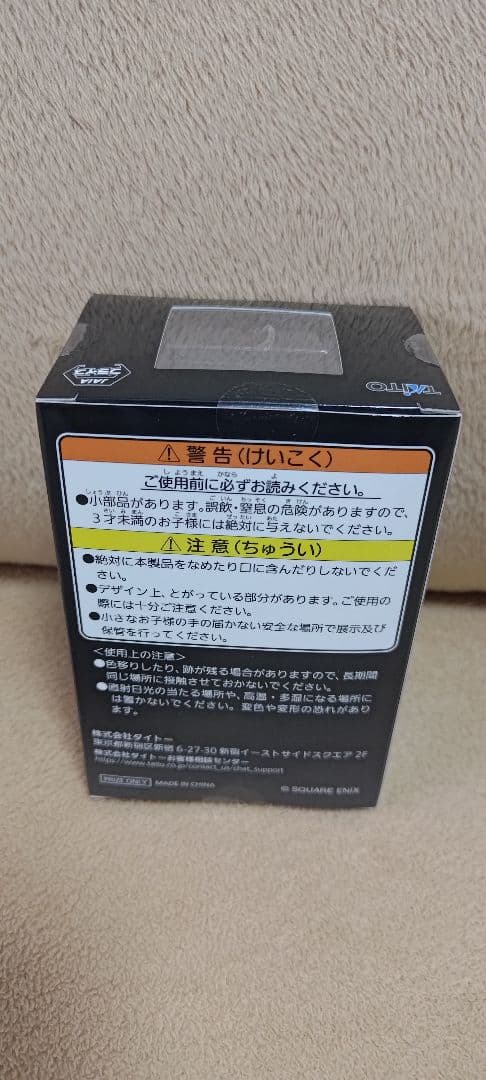 JAIA
プライズ
TAITO
警告(けいこく)
ご使用前に必ずお読みください。
●小部品があります。誤飲・窒息の危険がありますので、
3才未満のお子様には絶対に与えないでください。
注意(ちゅうい)
●絶対に本製品をなめたり口に含んだりしないでくだ
さい。
●デザイン上、とがっている部分があります。ご使用の
際には十分ご注意ください。
●小さなお子様の手の届かない安全な場所で展示及び
保管を行ってください。
＜使用上の注意＞
●色移りしたり、跡が残る場合がありますので、長期間
同じ場所に接触させておかないでください。
●直射日光の当たる場所や、高温・多湿になる場所に
は置かないでください。変色や変形の恐れがあり
ます。
株式会社タイトー
東京都新宿区新宿 6-27-30 新宿イーストサイドスクエア 2F
株式会社タイトーお客様相談センター
https://www.taito.co.jp/contact_us/chat_support
PRIZE ONLY MADE IN CHINA
© SQUARE ENIX